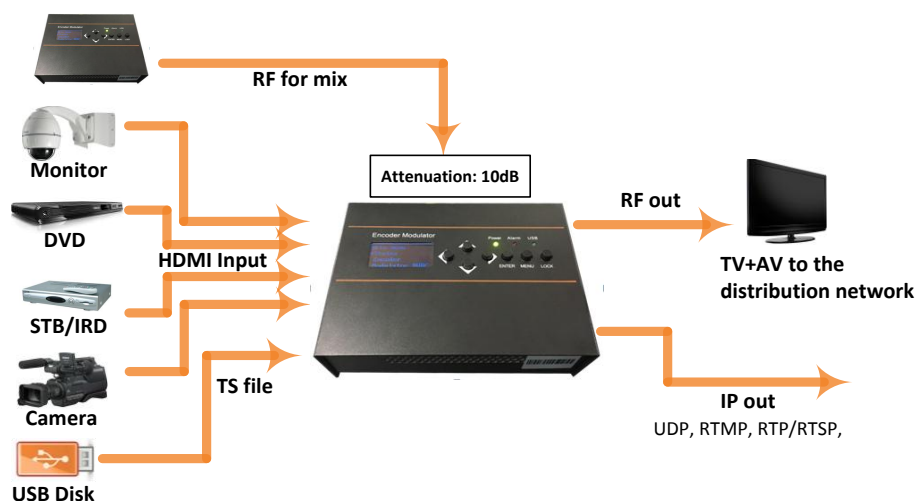 RF for mix
Monitor
Attenuation: 10dB
DVD
HDMI Input
Encoder Modulator
Power Alarm USB
ENTER MENU LOCK
RF out
TV+AV to the
distribution network
STB/IRD
TS file
Camera
IP out
UDP, RTMP, RTP/RTSP,
USB Disk